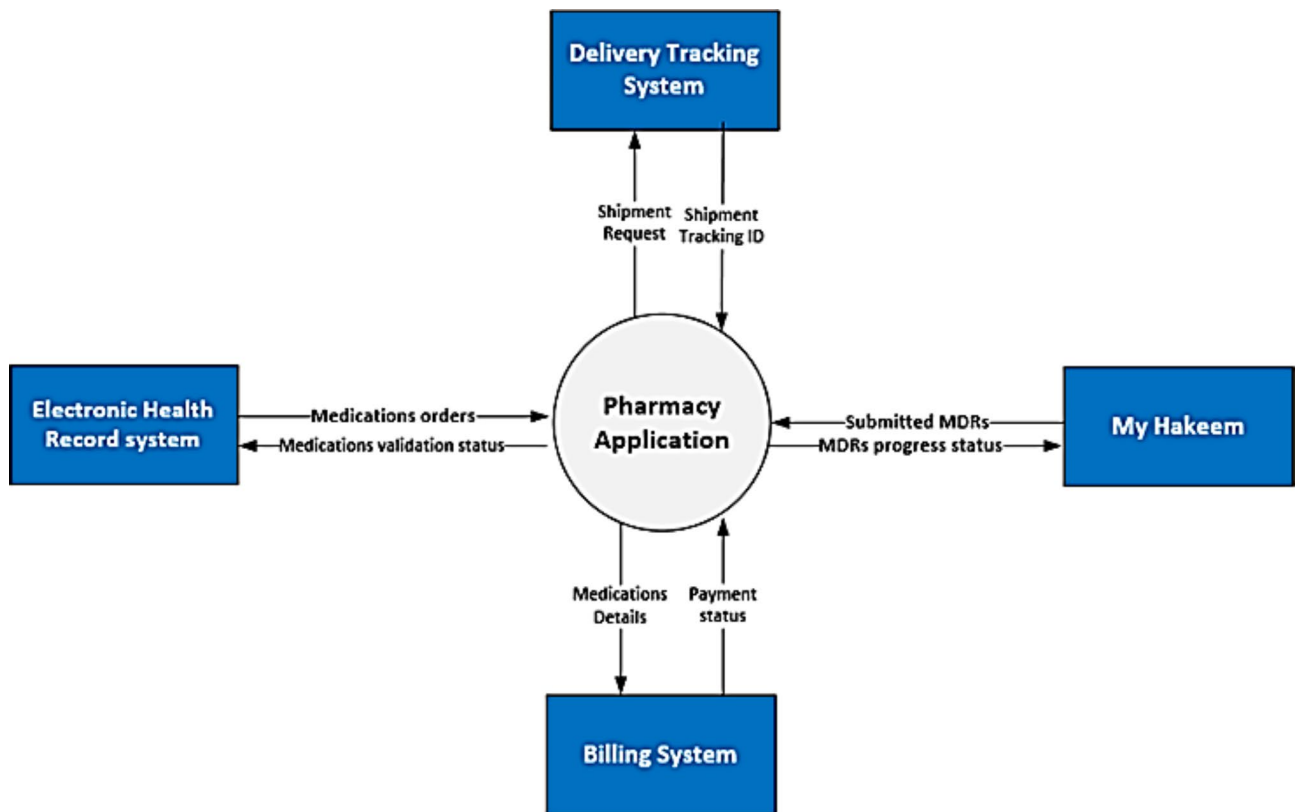 Delivery Tracking
System
Shipment
Request
Shipment
Tracking ID
Electronic Health
Record system
Medications orders
Medications validation status
Pharmacy
Application
Submitted MDRs
MDRs progress status
My Hakeem
Medications
Details
Payment
status
Billing System